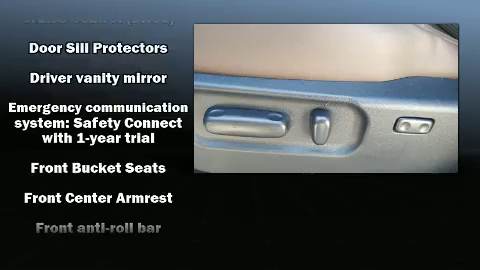 Door Sill Protectors
Driver vanity mirror
Emergency communication
system: Safety Connect
with 1-year trial
Front Bucket Seats
Front Center Armrest
Front anti-roll bar